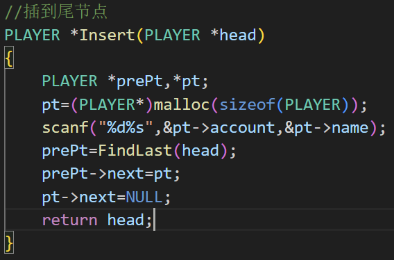 //插到尾节点
PLAYER *Insert(PLAYER *head)
{
    PLAYER *prePt,*pt;
    pt=(PLAYER*)malloc(sizeof(PLAYER));
    scanf("%d%s",&pt->account,&pt->name);
    prePt=FindLast(head);
    prePt->next=pt;
    pt->next=NULL;
    return head;
}